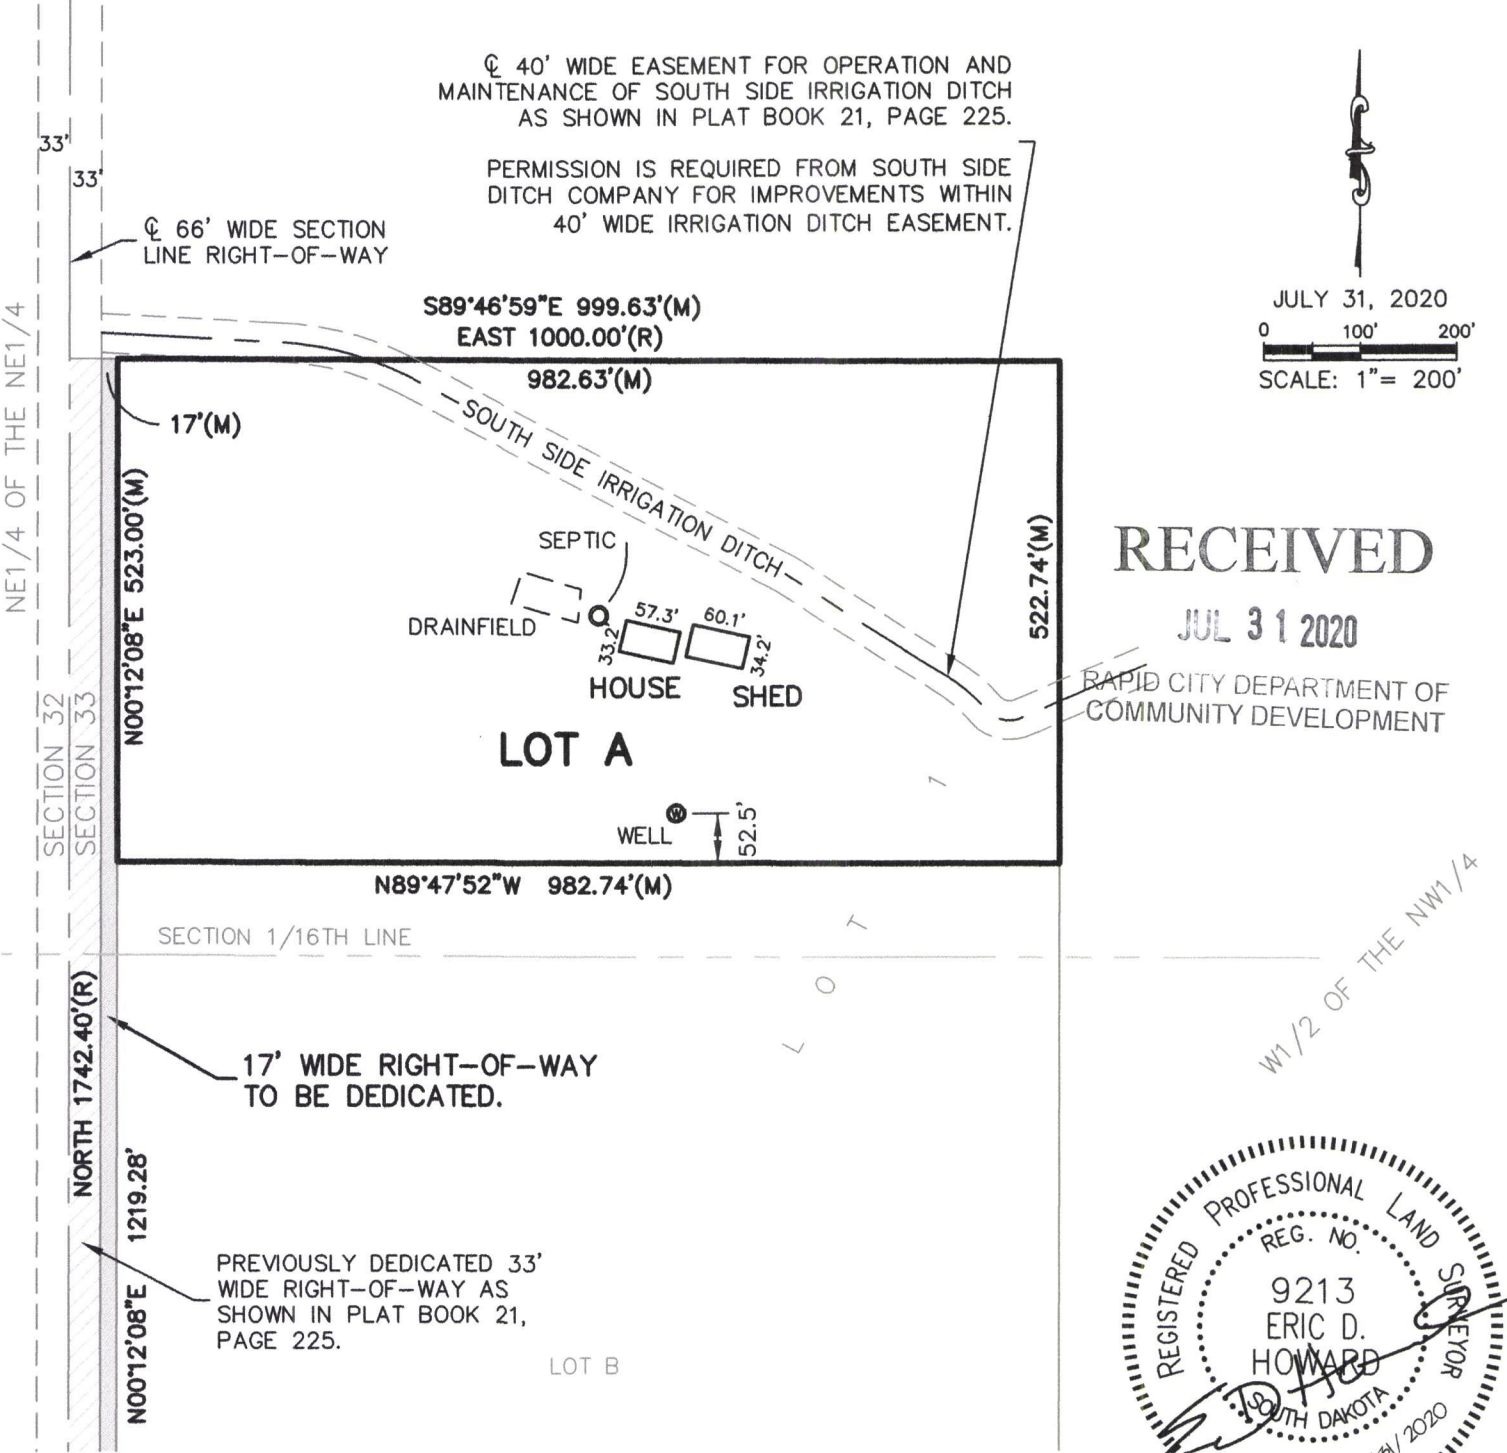 ℄ 40' WIDE EASEMENT FOR OPERATION AND
MAINTENANCE OF SOUTH SIDE IRRIGATION DITCH
AS SHOWN IN PLAT BOOK 21, PAGE 225.
PERMISSION IS REQUIRED FROM SOUTH SIDE
DITCH COMPANY FOR IMPROVEMENTS WITHIN
40' WIDE IRRIGATION DITCH EASEMENT.
33'
33'
℄ 66' WIDE SECTION
LINE RIGHT-OF-WAY
JULY 31, 2020
0 100' 200'
SCALE: 1"= 200'
S89°46'59"E 999.63'(M)
EAST 1000.00'(R)
982.63'(M)
17'(M)
NE1/4 OF THE NE1/4
N00°12'08"E 523.00'(M)
SOUTH SIDE IRRIGATION DITCH
522.74'(M)
RECEIVED
JUL 31 2020
RAPID CITY DEPARTMENT OF
COMMUNITY DEVELOPMENT
SEPTIC
DRAINFIELD
57.3'
33.2'
60.1'
34.2'
HOUSE
SHED
LOT A
SECTION 32
SECTION 33
W
WELL
52.5'
N89°47'52"W 982.74'(M)
LOT 1
SECTION 1/16TH LINE
W1/2 OF THE NW1/4
NORTH 1742.40'(R)
17' WIDE RIGHT-OF-WAY
TO BE DEDICATED.
N00°12'08"E 1219.28'
PREVIOUSLY DEDICATED 33'
WIDE RIGHT-OF-WAY AS
SHOWN IN PLAT BOOK 21,
PAGE 225.
LOT B
REGISTERED PROFESSIONAL LAND SURVEYOR
REG. NO.
9213
ERIC D.
HOWARD
SOUTH DAKOTA
/2020